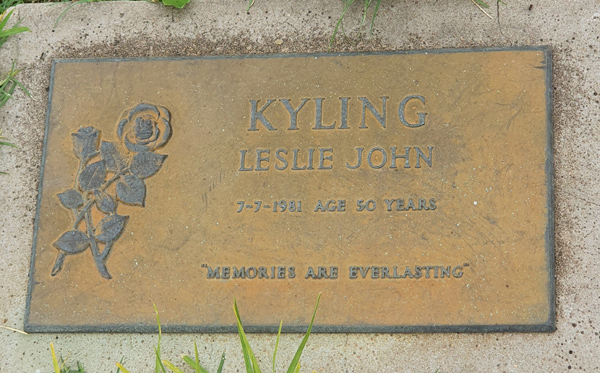 KYLING
LESLIE JOHN
7-7-1981 AGE 50 YEARS
"MEMORIES ARE EVERLASTING"